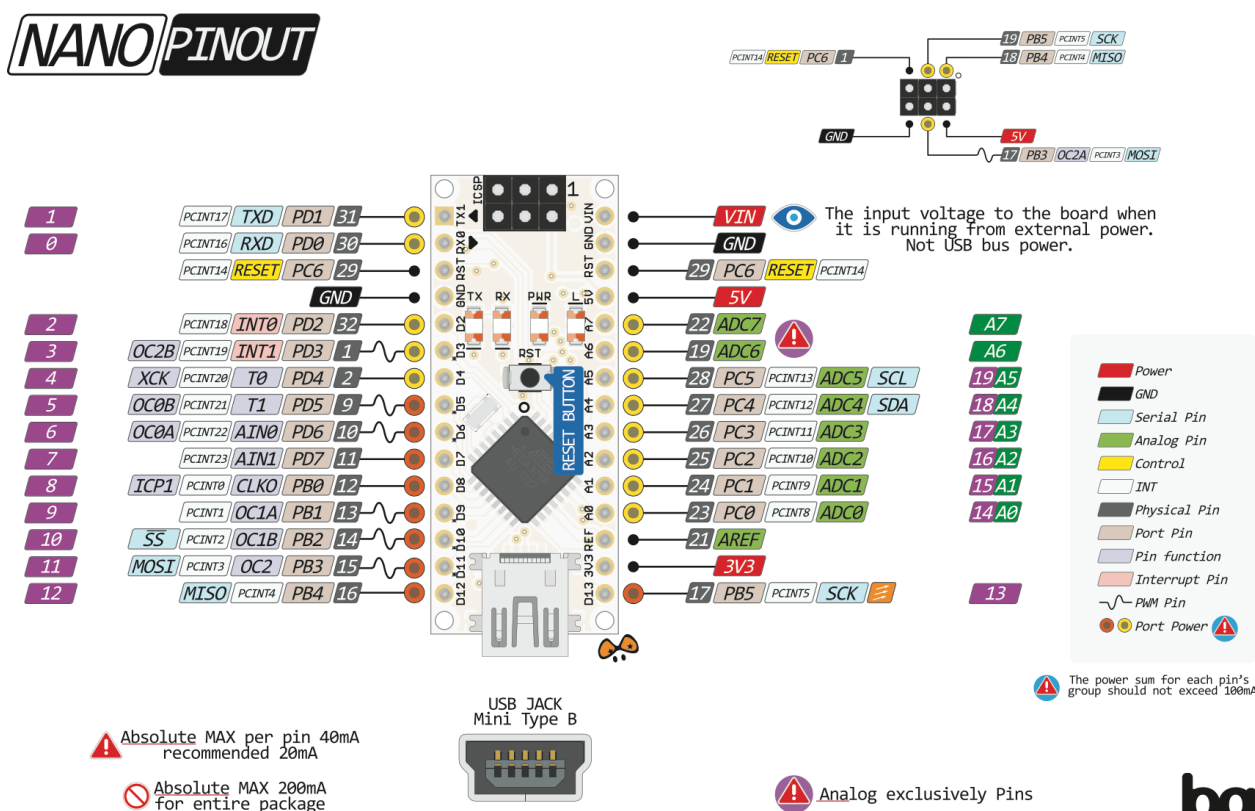 NANO PINOUT
19 PB5 PCINT5 SCK
PCINT14 RESET PC6 1
18 PB4 PCINT4 MISO
GND
5V
17 PB3 OC2A PCINT3 MOSI
ICSP
1
1 PCINT17 TXD PD1 31 TX1
VIN VIN
The input voltage to the board when
it is running from external power.
Not USB bus power.
0 PCINT16 RXD PD0 30 RX0
GND GND
PCINT14 RESET PC6 29 RST
RST 29 PC6 RESET PCINT14
GND GND
5V 5V
TX RX PWR L
2 PCINT18 INT0 PD2 32 D2
A7 22 ADC7 A7
3 OC2B PCINT19 INT1 PD3 1 D3
A6 19 ADC6 A6
RST
4 XCK PCINT20 T0 PD4 2 D4
A5 28 PC5 PCINT13 ADC5 SCL 19 A5
RESET BUTTON
5 OC0B PCINT21 T1 PD5 9 D5
A4 27 PC4 PCINT12 ADC4 SDA 18 A4
6 OC0A PCINT22 AIN0 PD6 10 D6
A3 26 PC3 PCINT11 ADC3 17 A3
7 PCINT23 AIN1 PD7 11 D7
A2 25 PC2 PCINT10 ADC2 16 A2
8 ICP1 PCINT0 CLKO PB0 12 D8
A1 24 PC1 PCINT9 ADC1 15 A1
9 PCINT1 OC1A PB1 13 D9
A0 23 PC0 PCINT8 ADC0 14 A0
10 SS PCINT2 OC1B PB2 14 D10
REF 21 AREF
11 MOSI PCINT3 OC2 PB3 15 D11
3V3 3V3
12 MISO PCINT4 PB4 16 D12
D13 17 PB5 PCINT5 SCK 13
Power
GND
Serial Pin
Analog Pin
Control
INT
Physical Pin
Port Pin
Pin function
Interrupt Pin
PWM Pin
Port Power
The power sum for each pin's
group should not exceed 100mA
USB JACK
Mini Type B
Absolute MAX per pin 40mA
recommended 20mA
Absolute MAX 200mA
for entire package
Analog exclusively Pins